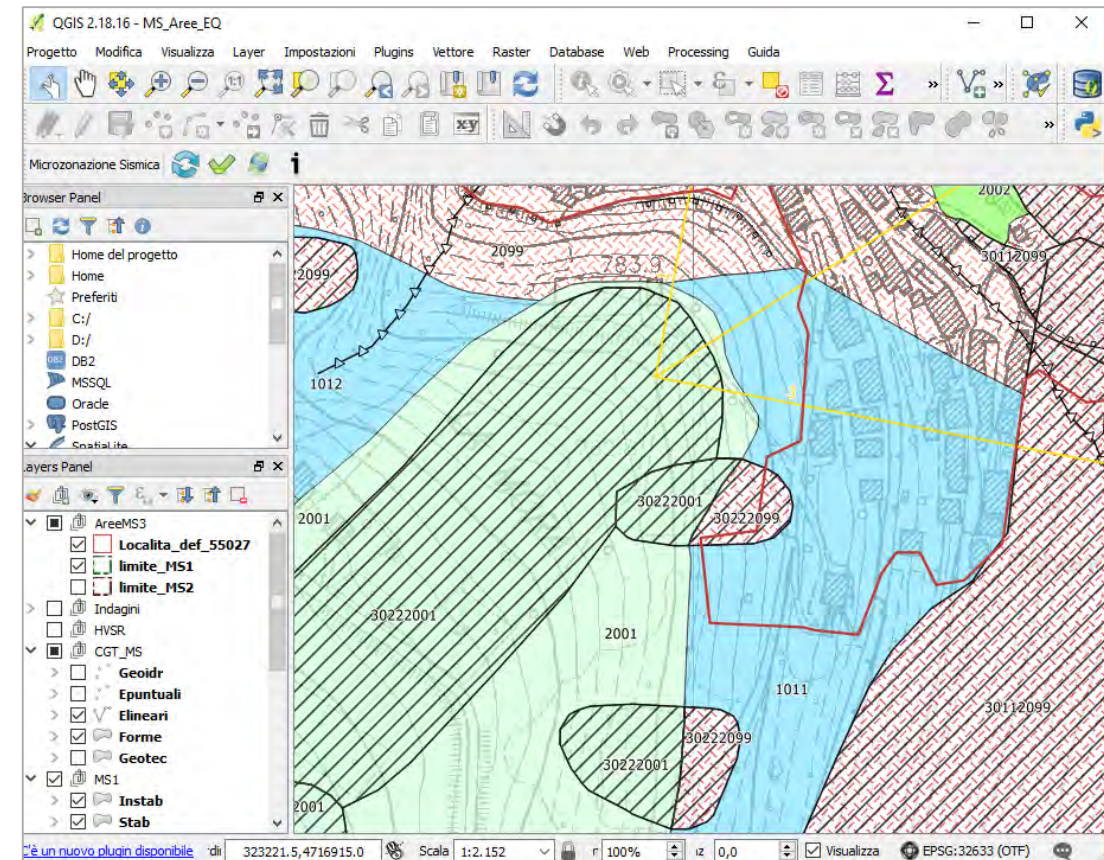 QGIS 2.18.16 - MS_Aree_EQ
Progetto Modifica Visualizza Layer Impostazioni Plugins Vettore Raster Database Web Processing Guida
Microzonazione Sismica
Browser Panel
Home del progetto
Home
Preferiti
C:/
D:/
DB2
MSSQL
Oracle
PostGIS
SpatiaLite
Layers Panel
AreeMS3
Localita_def_55027
limite_MS1
limite_MS2
Indagini
HVSR
CGT_MS
Geoidr
Epuntuali
Elineari
Forme
Geotec
MS1
Instab
Stab
2002
2099
783.9
30112099
22099
1012
3
30222001
30222099
2001
30222001
2001
1011
30112099
30222099
30222001
2001
C'è un nuovo plugin disponibile 323221.5,4716915.0 Scala 1:2.152 100% 0,0 Visualizza EPSG:32633 (OTF)